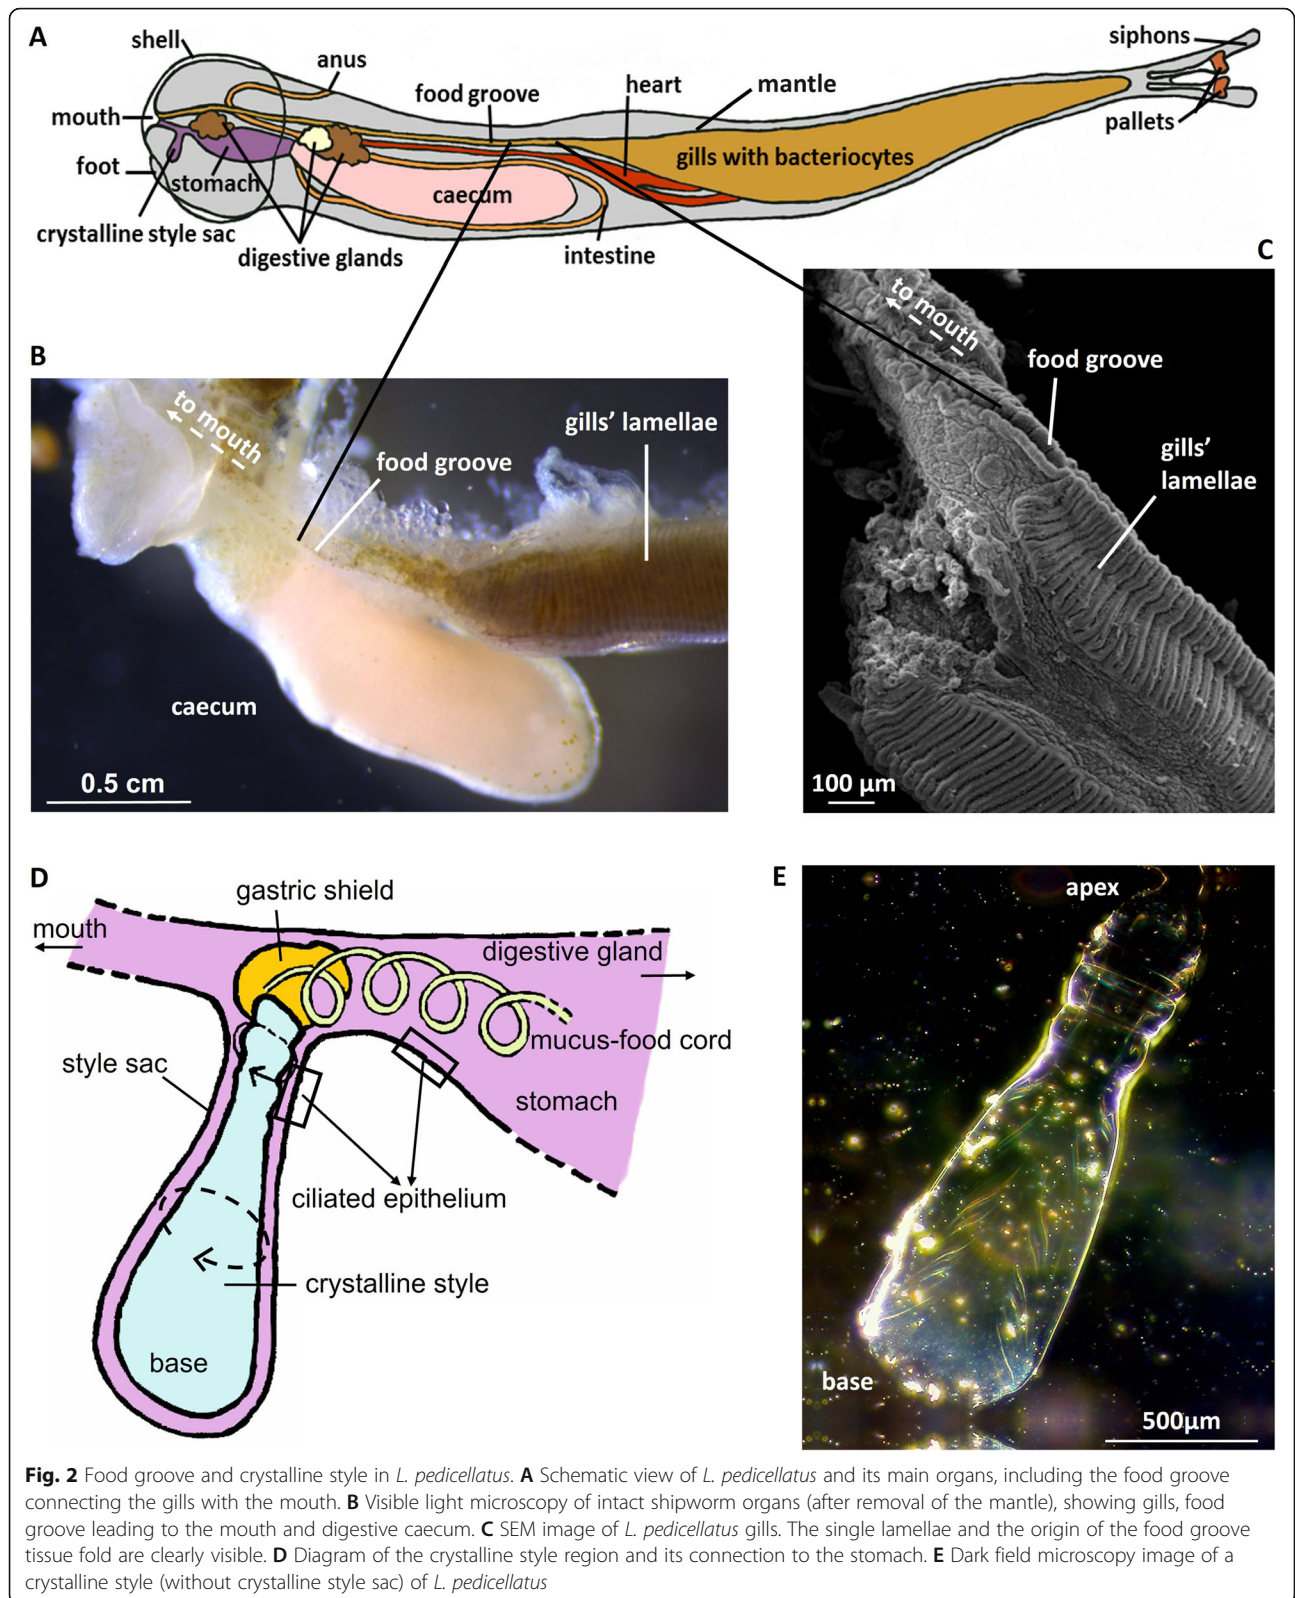 A
shell
anus
siphons
food groove
heart
mantle
mouth
pallets
gills with bacteriocytes
foot
stomach
caecum
crystalline style sac
digestive glands
intestine
C
to mouth
food groove
gills'
lamellae
100 µm
B
to mouth
gills' lamellae
food groove
caecum
0.5 cm
D
gastric shield
mouth
digestive gland
mucus-food cord
style sac
stomach
ciliated epithelium
crystalline style
base
E
apex
base
500µm
Fig. 2 Food groove and crystalline style in L. pedicellatus. A Schematic view of L. pedicellatus and its main organs, including the food groove
connecting the gills with the mouth. B Visible light microscopy of intact shipworm organs (after removal of the mantle), showing gills, food
groove leading to the mouth and digestive caecum. C SEM image of L. pedicellatus gills. The single lamellae and the origin of the food groove
tissue fold are clearly visible. D Diagram of the crystalline style region and its connection to the stomach. E Dark field microscopy image of a
crystalline style (without crystalline style sac) of L. pedicellatus